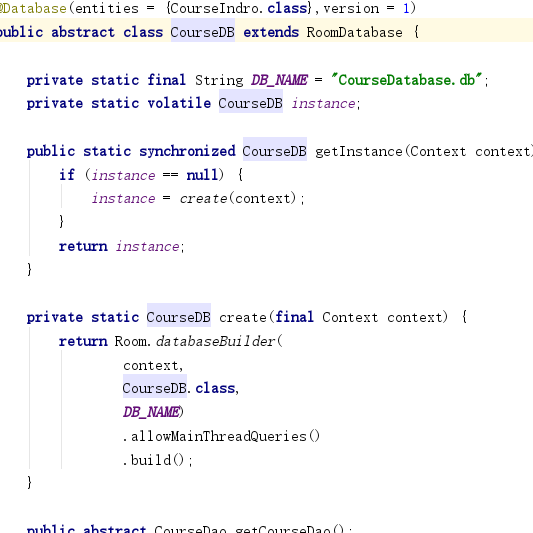 @Database(entities = {CourseIndro.class},version = 1)
public abstract class CourseDB extends RoomDatabase {
private static final String DB_NAME = "CourseDatabase.db";
private static volatile CourseDB instance;
public static synchronized CourseDB getInstance(Context context)
if (instance == null) {
instance = create(context);
}
return instance;
}
private static CourseDB create(final Context context) {
return Room.databaseBuilder(
context,
CourseDB.class,
DB_NAME)
.allowMainThreadQueries()
.build();
}
public abstract CourseDao getCourseDao();